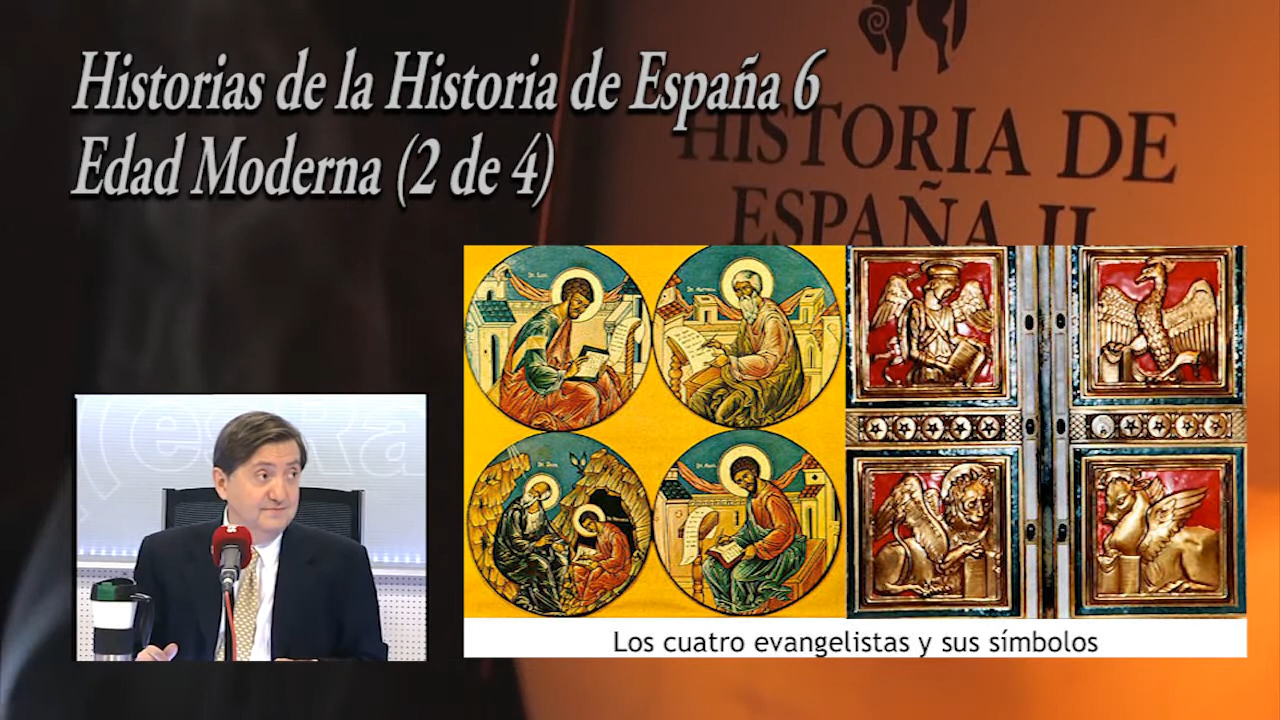 Historias de la Historia de España 6
Edad Moderna (2 de 4)
HISTORIA DE
ESPAÑA II
esRa
Los cuatro evangelistas y sus símbolos